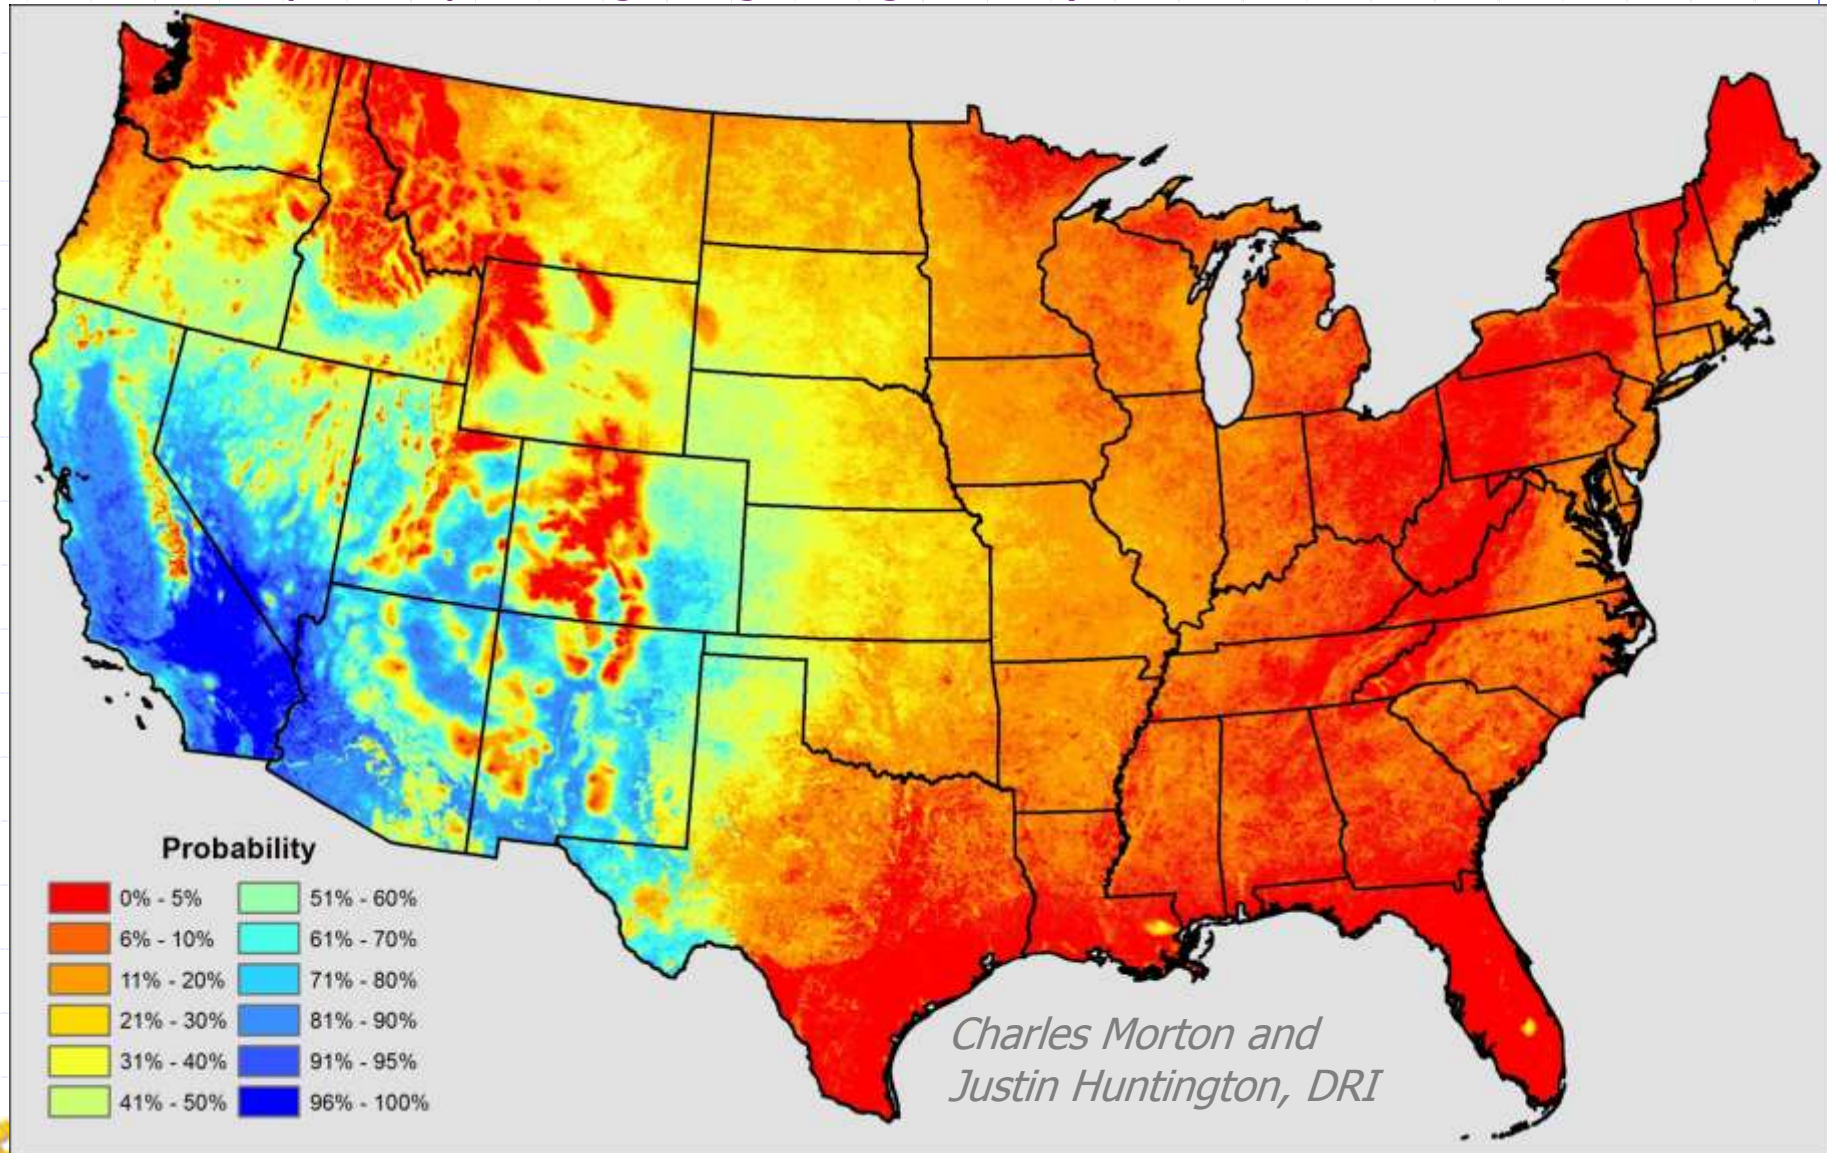 Probability
0% - 5%
6% - 10%
11% - 20%
21% - 30%
31% - 40%
41% - 50%
51% - 60%
61% - 70%
71% - 80%
81% - 90%
91% - 95%
96% - 100%
Charles Morton and
Justin Huntington, DRI